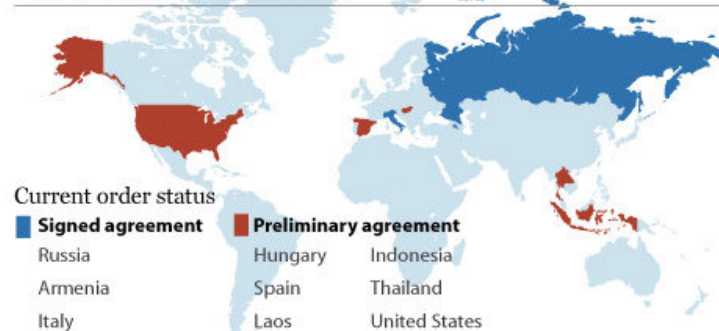 Current order status
Signed agreement
Russia
Armenia
Italy
Preliminary agreement
Hungary Indonesia
Spain Thailand
Laos United States